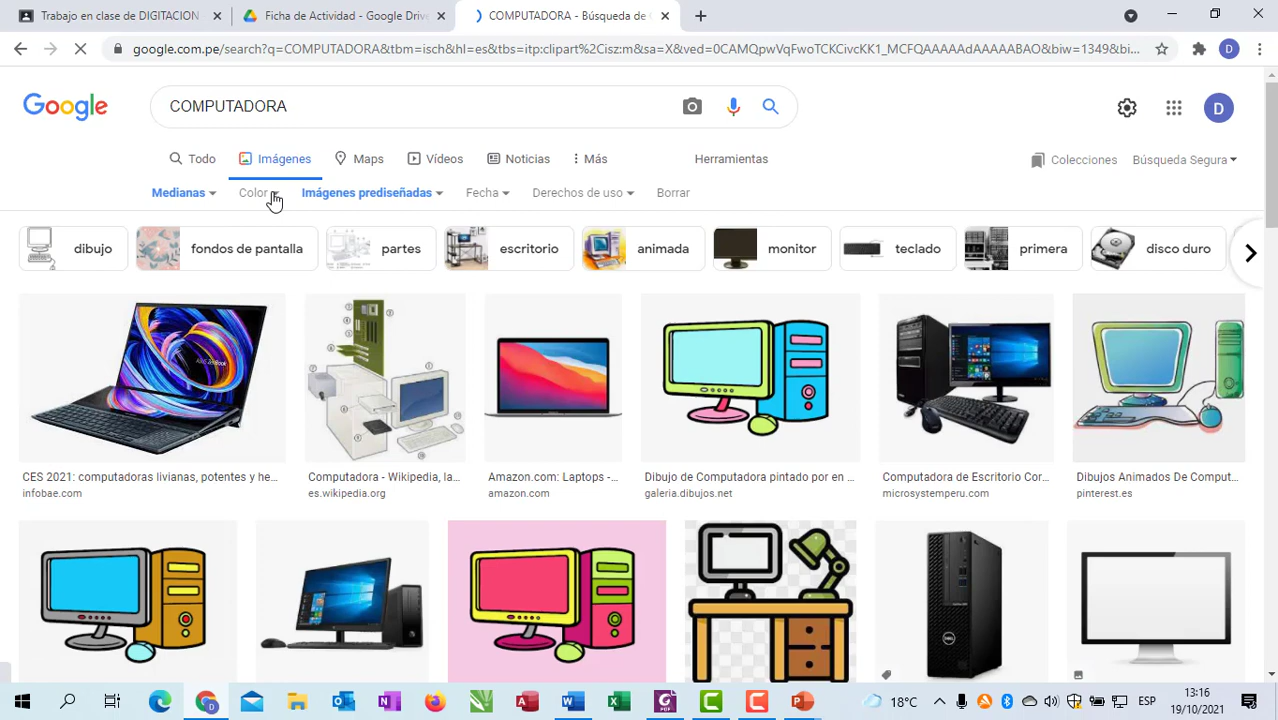 Trabajo en clase de DIGITACION
Ficha de Actividad - Google Drive
COMPUTADORA - Búsqueda de
google.com.pe/search?q=COMPUTADORA&tbm=isch&hl=es&tbs=itp:clipart%2Cisz:m&sa=X&ved=0CAMQpwVqFwoTCKCivcKK1_MCFQAAAAAdAAAAABAO&biw=1349&bi...
D
Google
COMPUTADORA
D
Todo
Imágenes
Maps
Vídeos
Noticias
Más
Herramientas
Colecciones
Búsqueda Segura
Medianas
Color
Imágenes prediseñadas
Fecha
Derechos de uso
Borrar
dibujo
fondos de pantalla
partes
escritorio
animada
monitor
teclado
primera
disco duro
CES 2021: computadoras livianas, potentes y he...
infobae.com
Computadora - Wikipedia, la...
es.wikipedia.org
Amazon.com: Laptops -...
amazon.com
Dibujo de Computadora pintado por en ...
galeria.dibujos.net
Computadora de Escritorio Cor...
microsystemperu.com
Dibujos Animados De Comput...
pinterest.es
18°C
ESP
13:16
19/10/2021